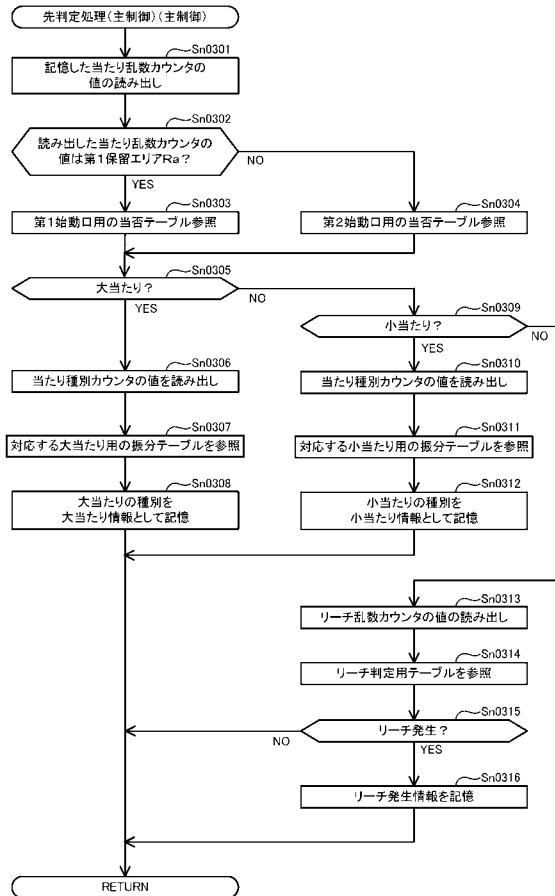 先判定処理(主制御)(主制御)
Sn0301
記憶した当たり乱数カウンタの
値の読み出し
Sn0302
読み出した当たり乱数カウンタの
値は第1保留エリアRa?
NO
YES
Sn0303
第1始動口用の当否テーブル参照
Sn0304
第2始動口用の当否テーブル参照
Sn0305
大当たり?
NO
YES
Sn0309
小当たり?
NO
YES
Sn0306
当たり種別カウンタの値を読み出し
Sn0310
当たり種別カウンタの値を読み出し
Sn0307
対応する大当たり用の振分テーブルを参照
Sn0311
対応する小当たり用の振分テーブルを参照
Sn0308
大当たりの種別を
大当たり情報として記憶
Sn0312
小当たりの種別を
小当たり情報として記憶
Sn0313
リーチ乱数カウンタの値の読み出し
Sn0314
リーチ判定用テーブルを参照
Sn0315
リーチ発生?
NO
YES
Sn0316
リーチ発生情報を記憶
RETURN